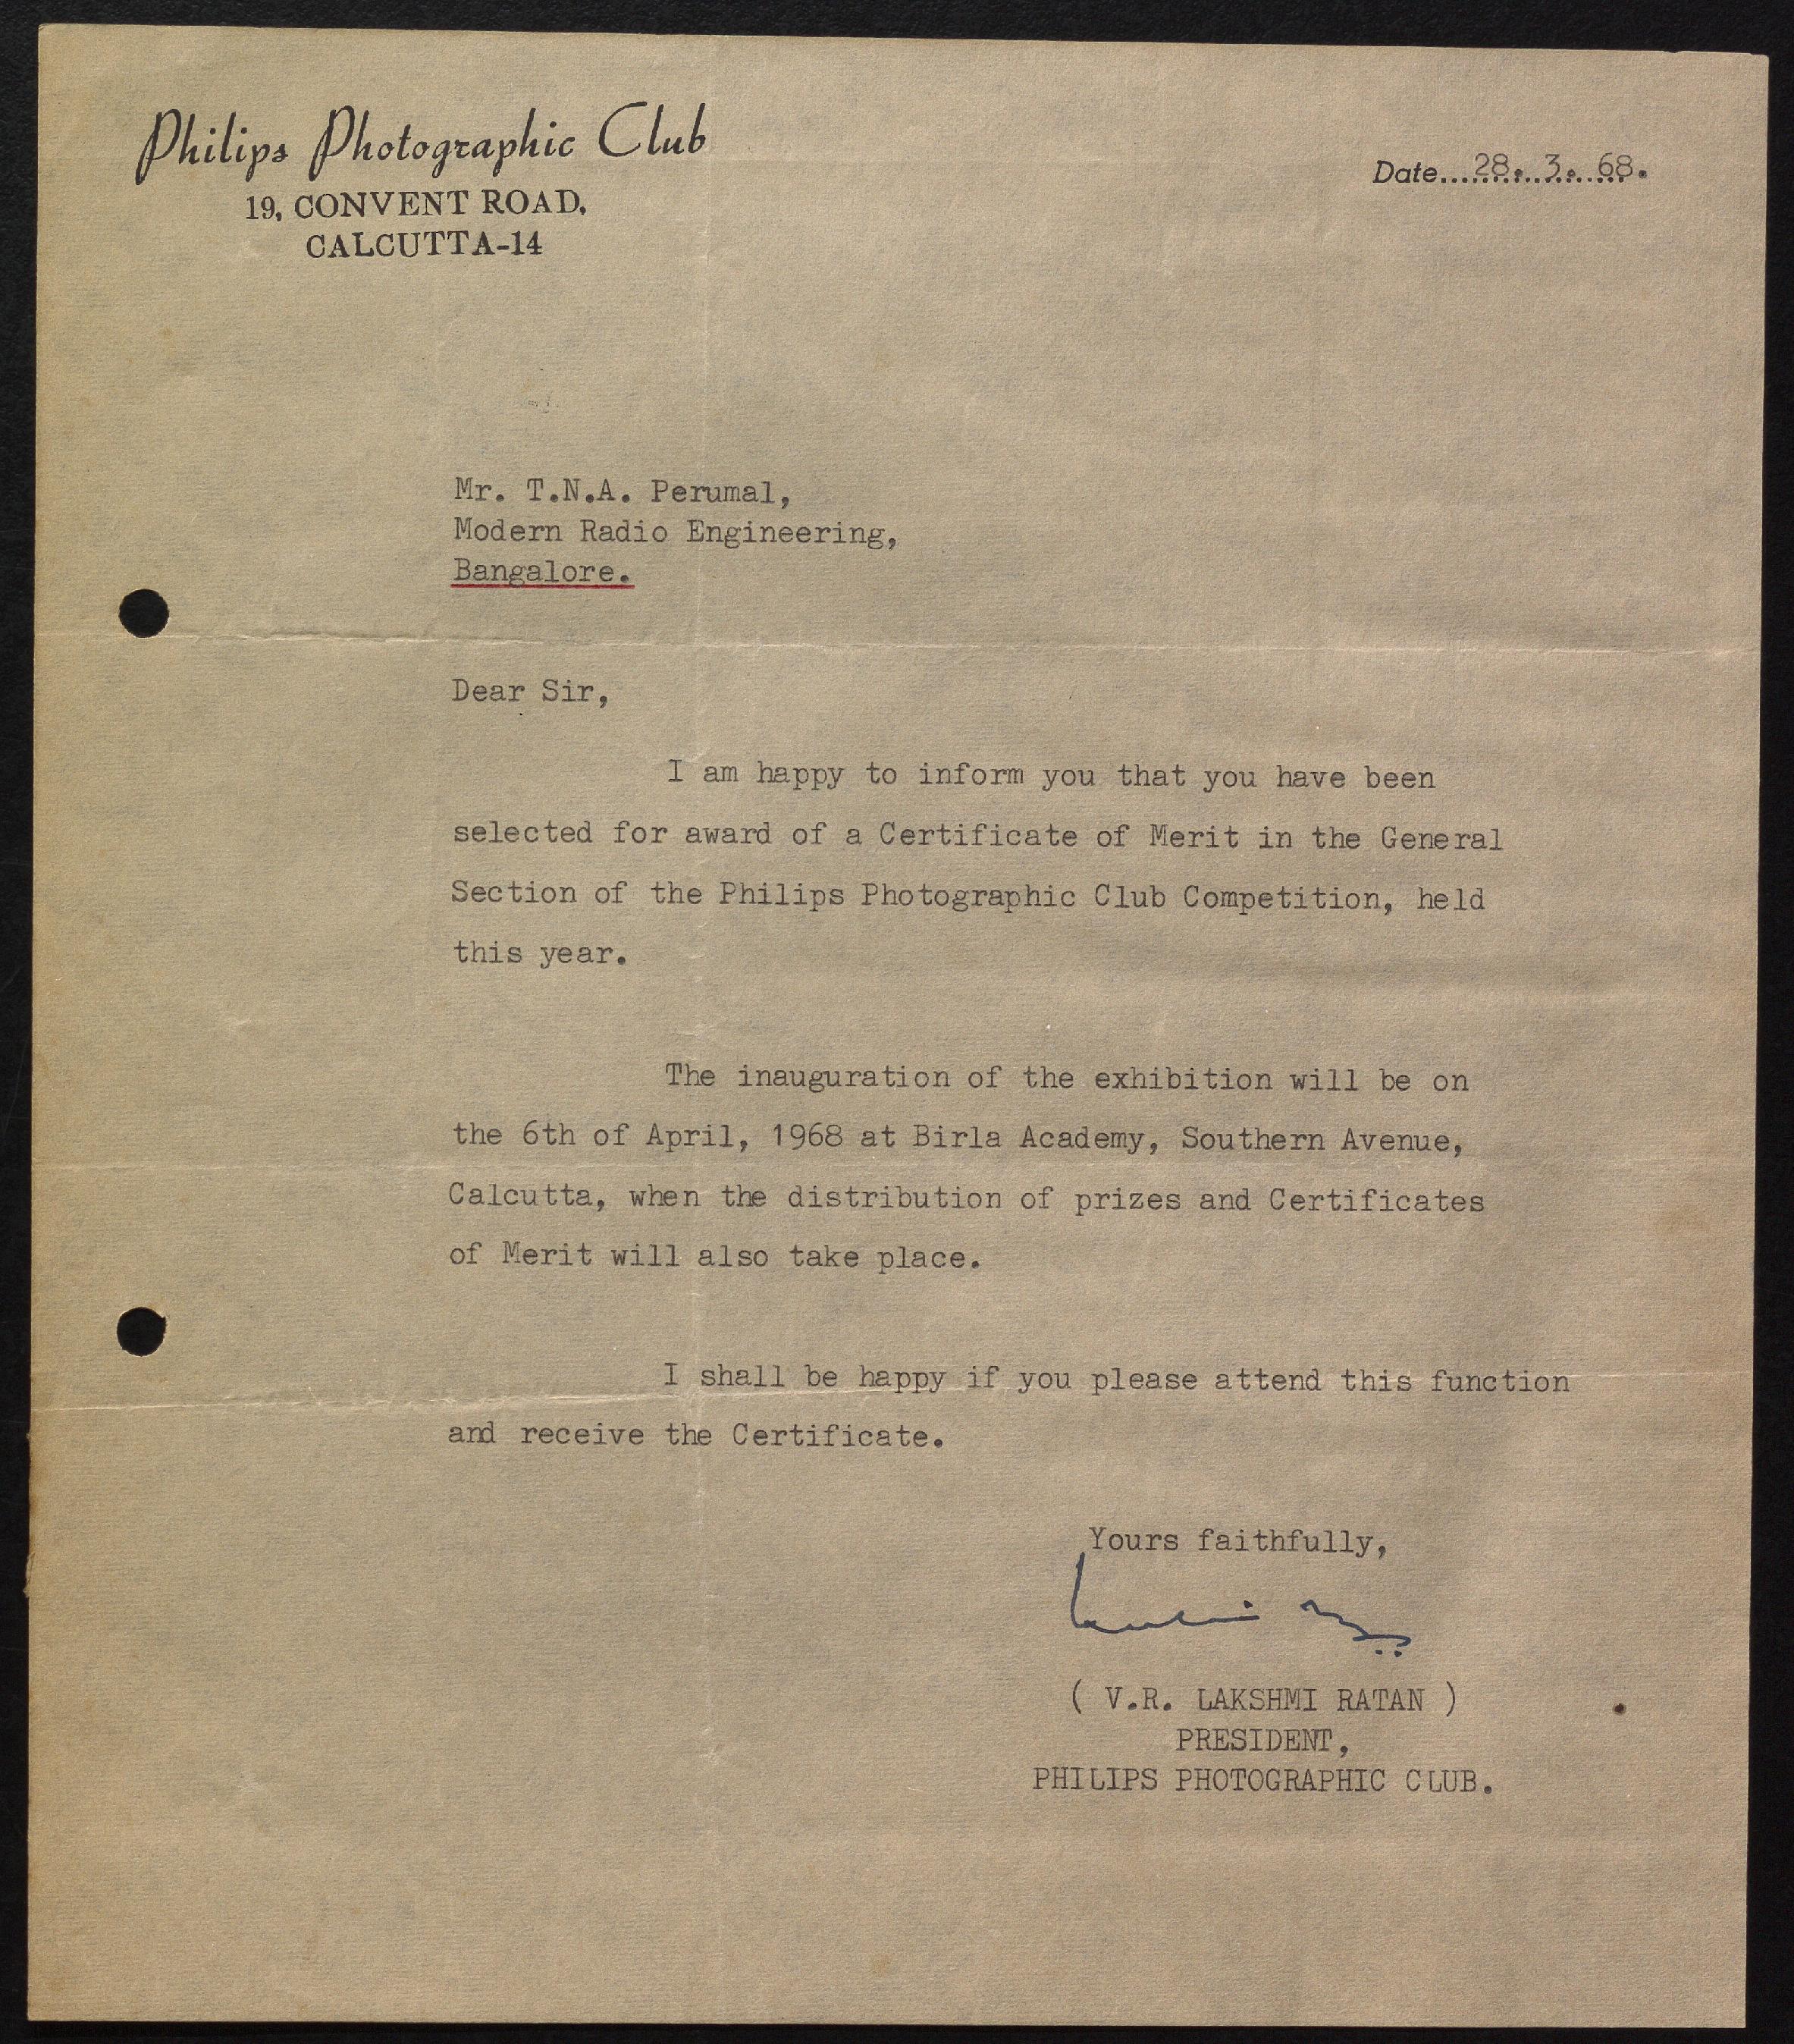 Philips Photographic Club
19, CONVENT ROAD,
CALCUTTA-14
Date....28. 3. 68.
Mr. T.N.A. Perumal,
Modern Radio Engineering,
Bangalore.
Dear Sir,
I am happy to inform you that you have been
selected for award of a Certificate of Merit in the General
Section of the Philips Photographic Club Competition, held
this year.
The inauguration of the exhibition will be on
the 6th of April, 1968 at Birla Academy, Southern Avenue,
Calcutta, when the distribution of prizes and Certificates
of Merit will also take place.
I shall be happy if you please attend this function
and receive the Certificate.
Yours faithfully,
( V.R. LAKSHMI RATAN )
PRESIDENT,
PHILIPS PHOTOGRAPHIC CLUB.